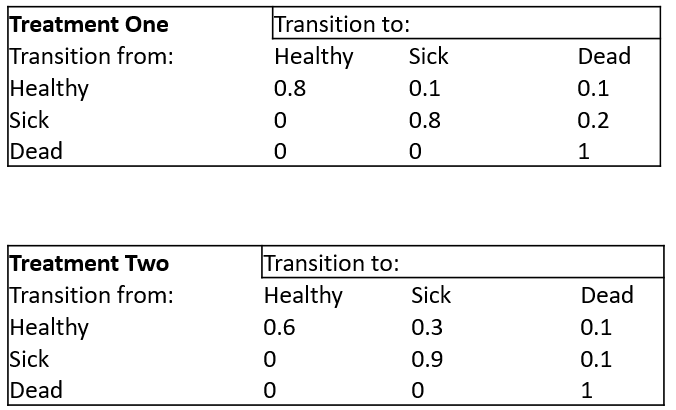 Treatment One Transition to:
Transition from: Healthy Sick Dead
Healthy 0.8 0.1 0.1
Sick 0 0.8 0.2
Dead 0 0 1
Treatment Two Transition to:
Transition from: Healthy Sick Dead
Healthy 0.6 0.3 0.1
Sick 0 0.9 0.1
Dead 0 0 1